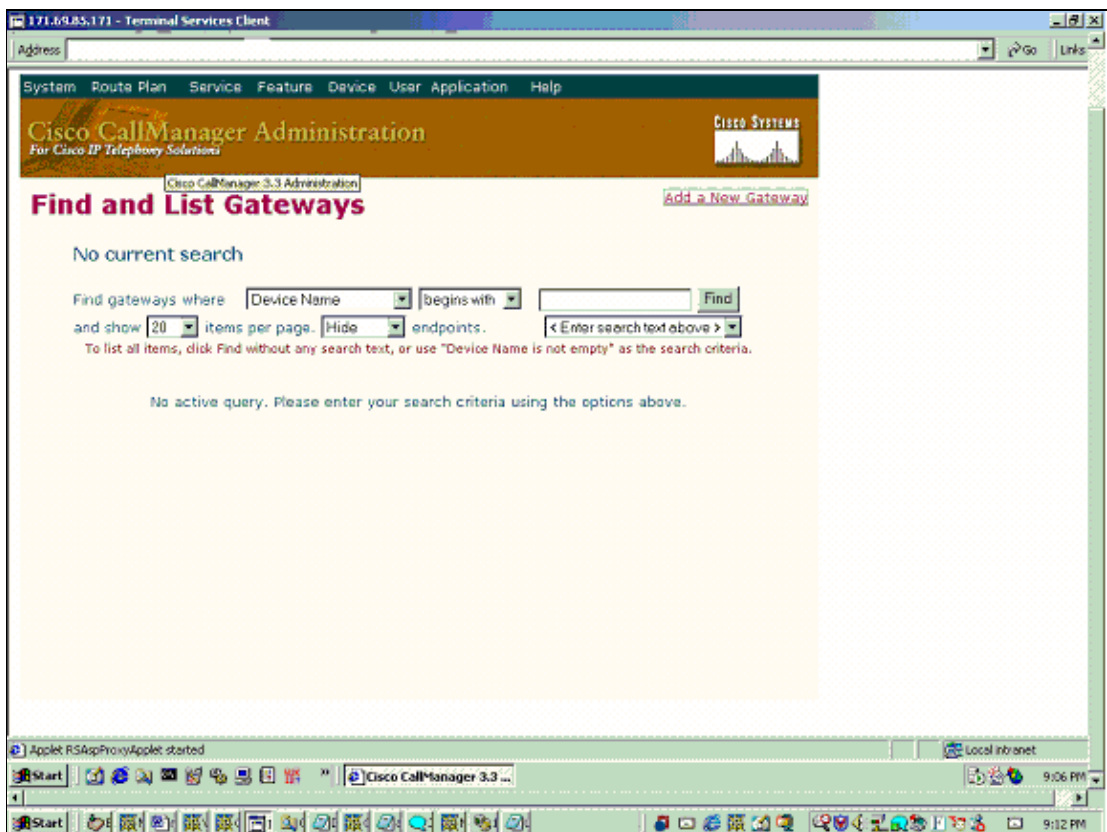 171.69.85.171 - Terminal Services Client
Address
Go
Links
System Route Plan Service Feature Device User Application Help
Cisco CallManager Administration
For Cisco IP Telephony Solutions
CISCO SYSTEMS
Cisco CallManager 3.3 Administration
Find and List Gateways
Add a New Gateway
No current search
Find gateways where Device Name begins with Find
and show 20 items per page. Hide endpoints. < Enter search text above >
To list all items, click Find without any search text, or use "Device Name is not empty" as the search criteria.
No active query. Please enter your search criteria using the options above.
Applet RSAspProxyApplet started
Local intranet
Start » Cisco CallManager 3.3 ... 9:06 PM
Start 9:12 PM